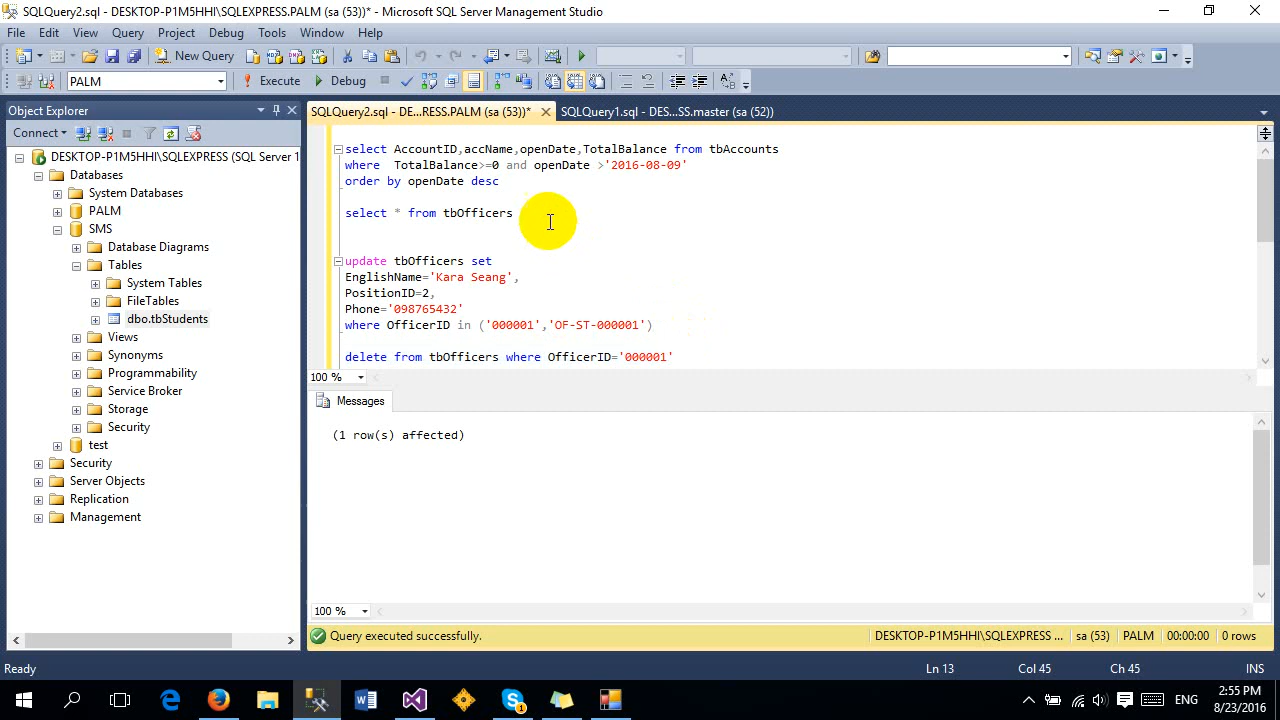 SQLQuery2.sql - DESKTOP-P1M5HHI\SQLEXPRESS.PALM (sa (53))* - Microsoft SQL Server Management Studio
File Edit View Query Project Debug Tools Window Help
New Query
PALM Execute Debug
Object Explorer
SQLQuery2.sql - DE...RESS.PALM (sa (53))* SQLQuery1.sql - DES...SS.master (sa (52))
Connect
DESKTOP-P1M5HHI\SQLEXPRESS (SQL Server 1
Databases
System Databases
PALM
SMS
Database Diagrams
Tables
System Tables
FileTables
dbo.tbStudents
Views
Synonyms
Programmability
Service Broker
Storage
Security
test
Security
Server Objects
Replication
Management
select AccountID,accName,openDate,TotalBalance from tbAccounts
where TotalBalance>=0 and openDate >'2016-08-09'
order by openDate desc
select * from tbOfficers
update tbOfficers set
EnglishName='Kara Seang',
PositionID=2,
Phone='098765432'
where OfficerID in ('000001','OF-ST-000001')
delete from tbOfficers where OfficerID='000001'
100 %
Messages
(1 row(s) affected)
100 %
Query executed successfully. DESKTOP-P1M5HHI\SQLEXPRESS ... sa (53) PALM 00:00:00 0 rows
Ready Ln 13 Col 45 Ch 45 INS
ENG
2:55 PM
8/23/2016